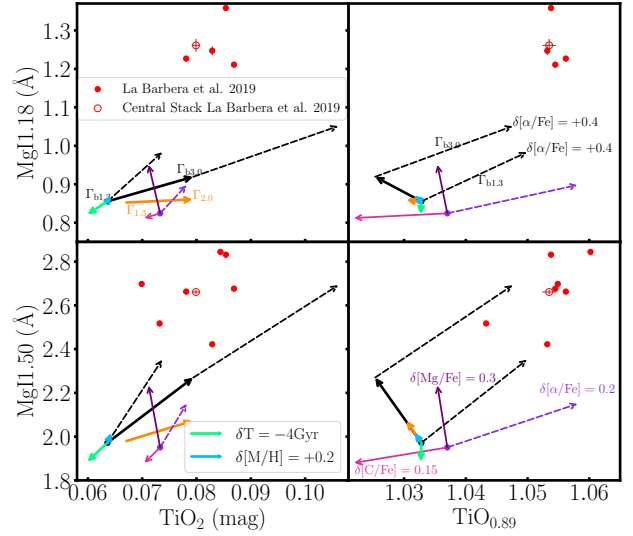 MgI1.18 (Å)
1.3
1.2
1.1
1.0
0.9
0.8
La Barbera et al. 2019
Central Stack La Barbera et al. 2019
Γb3.0
Γb1.3
Γ1.3
Γ2.0
δ[α/Fe] = +0.4
Γb3.0
δ[α/Fe] = +0.4
Γb1.3
MgI1.50 (Å)
2.8
2.6
2.4
2.2
2.0
1.8
δT = −4Gyr
δ[M/H] = +0.2
δ[Mg/Fe] = 0.3
δ[α/Fe] = 0.2
δ[C/Fe] = 0.15
0.06 0.07 0.08 0.09 0.10
1.03 1.04 1.05 1.06
TiO2 (mag)
TiO0.89